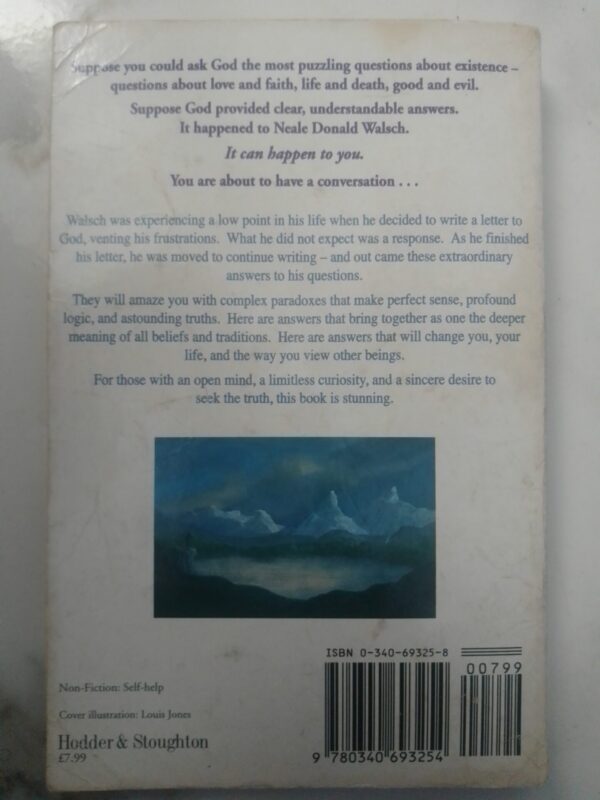 Suppose you could ask God the most puzzling questions about existence –
questions about love and faith, life and death, good and evil.
Suppose God provided clear, understandable answers.
It happened to Neale Donald Walsch.
It can happen to you.
You are about to have a conversation . . .
Walsch was experiencing a low point in his life when he decided to write a letter to
God, venting his frustrations. What he did not expect was a response. As he finished
his letter, he was moved to continue writing – and out came these extraordinary
answers to his questions.
They will amaze you with complex paradoxes that make perfect sense, profound
logic, and astounding truths. Here are answers that bring together as one the deeper
meaning of all beliefs and traditions. Here are answers that will change you, your
life, and the way you view other beings.
For those with an open mind, a limitless curiosity, and a sincere desire to
seek the truth, this book is stunning.
ISBN 0-340-69325-8
00799
Non-Fiction: Self-help
Cover illustration: Louis Jones
Hodder & Stoughton
£7.99
9 780340 693254